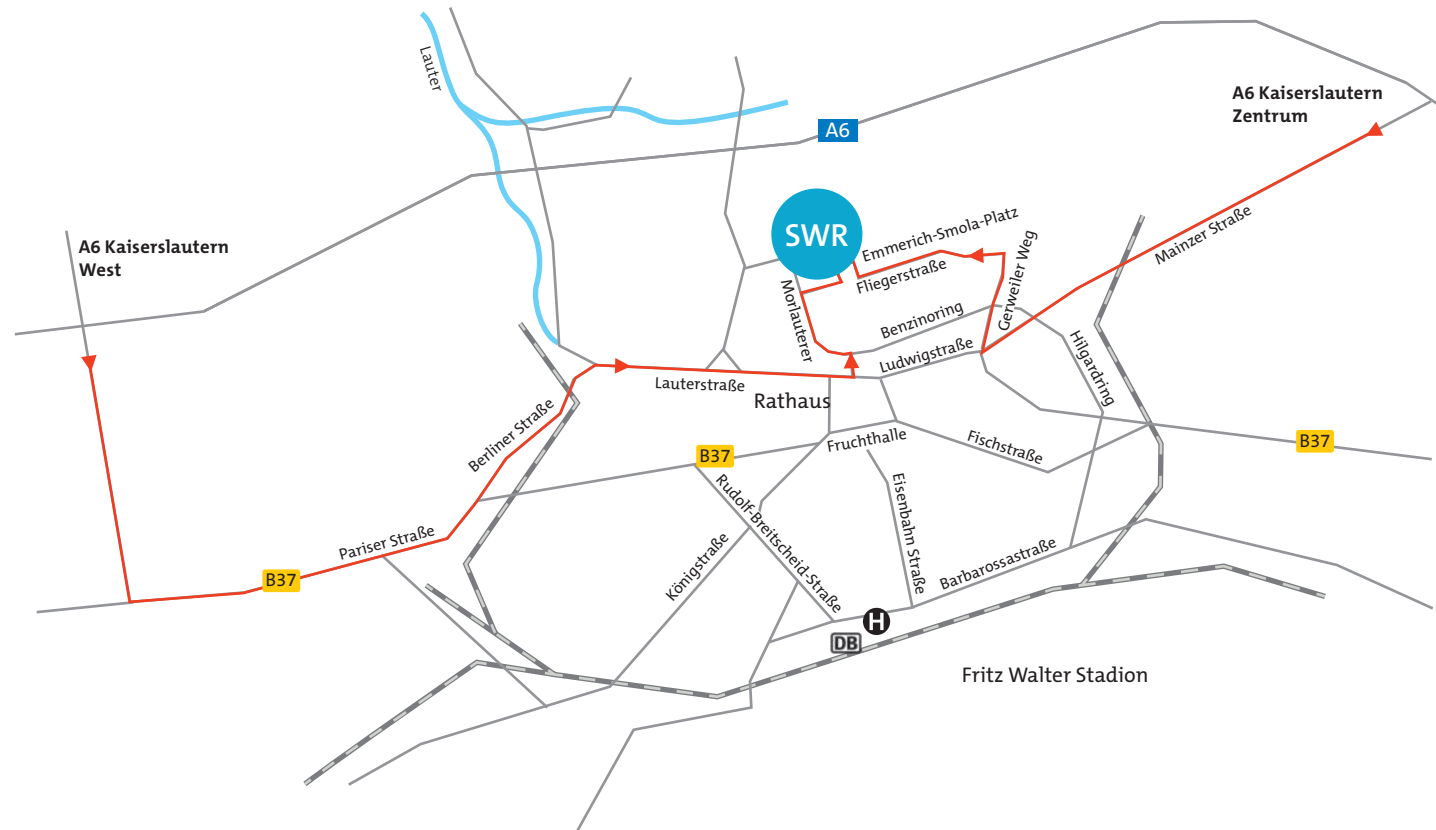 Lauter
A6 Kaiserslautern
Zentrum
A6
SWR
Emmerich-Smola-Platz
Mainzer Straße
A6 Kaiserslautern
West
Fliegerstraße
Gerweiler Weg
Morlauterer
Benzinoring
Hilgardring
Ludwigstraße
Lauterstraße
Rathaus
Berliner Straße
Fruchthalle
Fischstraße
B37
B37
Rudolf-Breitscheid-Straße
Eisenbahn Straße
Pariser Straße
Königstraße
Barbarossastraße
B37
H
DB
Fritz Walter Stadion